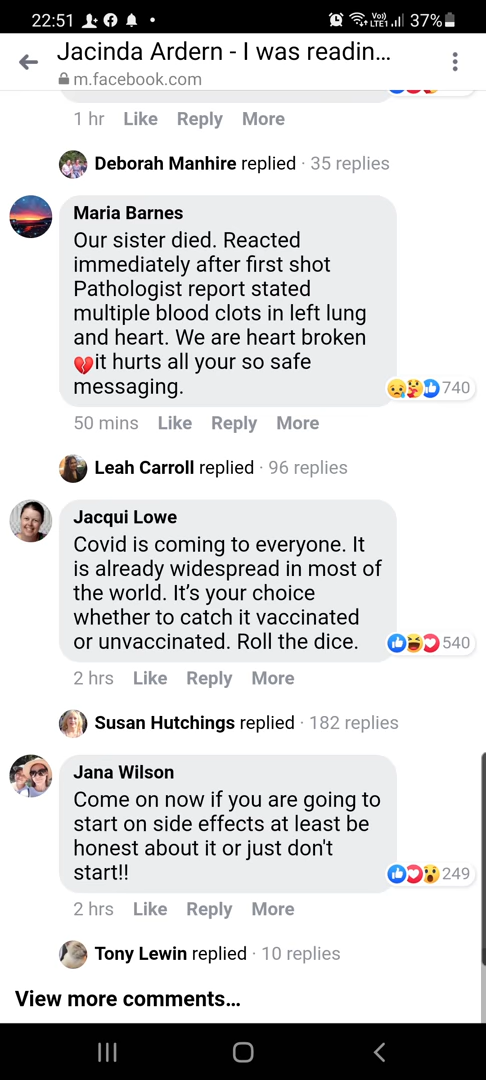 22:51 37%
Jacinda Ardern - I was readin...
m.facebook.com
1 hr Like Reply More
Deborah Manhire replied · 35 replies
Maria Barnes
Our sister died. Reacted
immediately after first shot
Pathologist report stated
multiple blood clots in left lung
and heart. We are heart broken
💔it hurts all your so safe
messaging.
740
50 mins Like Reply More
Leah Carroll replied · 96 replies
Jacqui Lowe
Covid is coming to everyone. It
is already widespread in most of
the world. It’s your choice
whether to catch it vaccinated
or unvaccinated. Roll the dice.
540
2 hrs Like Reply More
Susan Hutchings replied · 182 replies
Jana Wilson
Come on now if you are going to
start on side effects at least be
honest about it or just don't
start!!
249
2 hrs Like Reply More
Tony Lewin replied · 10 replies
View more comments...